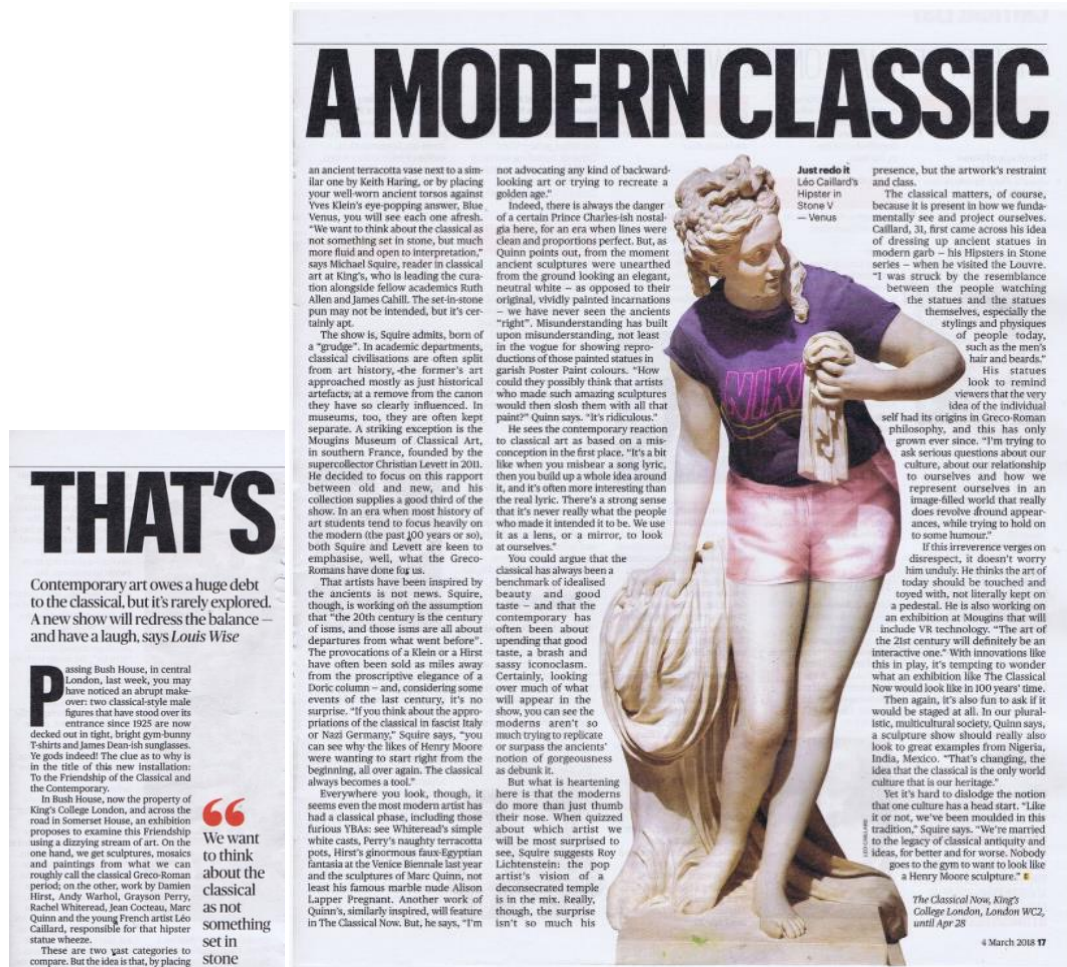 THAT'S
Contemporary art owes a huge debt
to the classical, but it's rarely explored.
A new show will redress the balance —
and have a laugh, says Louis Wise
Passing Bush House, in central
London, last week, you may
have noticed an abrupt make-
over: two classical-style male
figures that have stood over its
entrance since 1925 are now
decked out in tight, bright gym-bunny
T-shirts and James Dean-ish sunglasses.
Ye gods indeed! The clue as to why is
in the title of this new installation:
To the Friendship of the Classical and
the Contemporary.
In Bush House, now the property of
King's College London, and across the
road in Somerset House, an exhibition
proposes to examine this Friendship
using a dizzying stream of art. On the
one hand, we get sculptures, mosaics
and paintings from what we can
roughly call the classical Greco-Roman
period; on the other, work by Damien
Hirst, Andy Warhol, Grayson Perry,
Rachel Whiteread, Jean Cocteau, Marc
Quinn and the young French artist Léo
Caillard, responsible for that hipster
statue wheeze.
These are two vast categories to
compare. But the idea is that, by placing
“
We want
to think
about the
classical
as not
something
set in
stone
A MODERN CLASSIC
an ancient terracotta vase next to a sim-
ilar one by Keith Haring, or by placing
your well-worn ancient torsos against
Yves Klein's eye-popping answer, Blue
Venus, you will see each one afresh.
"We want to think about the classical as
not something set in stone, but much
more fluid and open to interpretation,"
says Michael Squire, reader in classical
art at King's, who is leading the cura-
tion alongside fellow academics Ruth
Allen and James Cahill. The set-in-stone
pun may not be intended, but it's cer-
tainly apt.
The show is, Squire admits, born of
a "grudge". In academic departments,
classical civilisations are often split
from art history, the former's art
approached mostly as just historical
artefacts, at a remove from the canon
they have so clearly influenced. In
museums, too, they are often kept
separate. A striking exception is the
Mougins Museum of Classical Art,
in southern France, founded by the
supercollector Christian Levett in 2011.
He decided to focus on this rapport
between old and new, and his
collection supplies a good third of the
show. In an era when most history of
art students tend to focus heavily on
the modern (the past 100 years or so),
both Squire and Levett are keen to
emphasise, well, what the Greco-
Romans have done for us.
That artists have been inspired by
the ancients is not news. Squire,
though, is working on the assumption
that "the 20th century is the century
of isms, and those isms are all about
departures from what went before".
The provocations of a Klein or a Hirst
have often been sold as miles away
from the proscriptive elegance of a
Doric column — and, considering some
events of the last century, it's no
surprise. "If you think about the appro-
priations of the classical in fascist Italy
or Nazi Germany," Squire says, "you
can see why the likes of Henry Moore
were wanting to start right from the
beginning, all over again. The classical
always becomes a tool."
Everywhere you look, though, it
seems even the most modern artist has
had a classical phase, including those
furious YBAs: see Whiteread's simple
white casts, Perry's naughty terracotta
pots, Hirst's ginormous faux-Egyptian
fantasia at the Venice Biennale last year
and the sculptures of Marc Quinn, not
least his famous marble nude Alison
Lapper Pregnant. Another work of
Quinn's, similarly inspired, will feature
in The Classical Now. But, he says, "I'm
not advocating any kind of backward-
looking art or trying to recreate a
golden age."
Indeed, there is always the danger
of a certain Prince Charles-ish nostal-
gia here, for an era when lines were
clean and proportions perfect. But, as
Quinn points out, from the moment
ancient sculptures were unearthed
from the ground looking an elegant,
neutral white — as opposed to their
original, vividly painted incarnations
— we have never seen the ancients
"right". Misunderstanding has built
upon misunderstanding, not least
in the vogue for showing repro-
ductions of those painted statues in
garish Poster Paint colours. "How
could they possibly think that artists
who made such amazing sculptures
would then slosh them with all that
paint?" Quinn says. "It's ridiculous."
He sees the contemporary reaction
to classical art as based on a mis-
conception in the first place. "It's a bit
like when you mishear a song lyric,
then you build up a whole idea around
it, and it's often more interesting than
the real lyric. There's a strong sense
that it's never really what the people
who made it intended it to be. We use
it as a lens, or a mirror, to look
at ourselves."
You could argue that the
classical has always been a
benchmark of idealised
beauty and good
taste — and that the
contemporary has
often been about
upending that good
taste, a brash and
sassy iconoclasm.
Certainly, looking
over much of what
will appear in the
show, you can see the
moderns aren't so
much trying to replicate
or surpass the ancients'
notion of gorgeousness
as debunk it.
But what is heartening
here is that the moderns
do more than just thumb
their nose. When quizzed
about which artist we
will be most surprised to
see, Squire suggests Roy
Lichtenstein: the pop
artist's vision of a
deconsecrated temple
is in the mix. Really,
though, the surprise
isn't so much his
Just redo it
Léo Caillard's
Hipster in
Stone V
— Venus
NIK
presence, but the artwork's restraint
and class.
The classical matters, of course,
because it is present in how we funda-
mentally see and project ourselves.
Caillard, 31, first came across his idea
of dressing up ancient statues in
modern garb — his Hipsters in Stone
series — when he visited the Louvre.
"I was struck by the resemblance
between the people watching
the statues and the statues
themselves, especially the
stylings and physiques
of people today,
such as the men's
hair and beards."
His statues
look to remind
viewers that the very
idea of the individual
self had its origins in Greco-Roman
philosophy, and this has only
grown ever since. "I'm trying to
ask serious questions about our
culture, about our relationship
to ourselves and how we
represent ourselves in an
image-filled world that really
does revolve around appear-
ances, while trying to hold on
to some humour."
If this irreverence verges on
disrespect, it doesn't worry
him unduly. He thinks the art of
today should be touched and
toyed with, not literally kept on
a pedestal. He is also working on
an exhibition at Mougins that will
include VR technology. "The art of
the 21st century will definitely be an
interactive one." With innovations like
this in play, it's tempting to wonder
what an exhibition like The Classical
Now would look like in 100 years' time.
Then again, it's also fun to ask if it
would be staged at all. In our plural-
istic, multicultural society, Quinn says,
a sculpture show should really also
look to great examples from Nigeria,
India, Mexico. "That's changing, the
idea that the classical is the only world
culture that is our heritage."
Yet it's hard to dislodge the notion
that one culture has a head start. "Like
it or not, we've been moulded in this
tradition," Squire says. "We're married
to the legacy of classical antiquity and
ideas, for better and for worse. Nobody
goes to the gym to want to look like
a Henry Moore sculpture."
The Classical Now, King's
College London, London WC2,
until Apr 28
LEO CAILLARD
4 March 2018 17